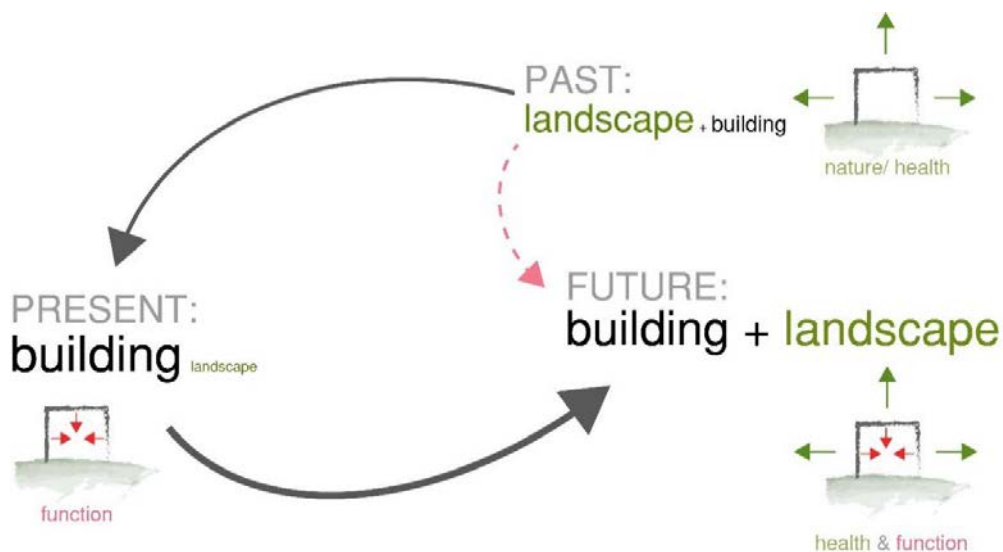 PAST:
landscape + building
nature/ health
PRESENT:
building landscape
function
FUTURE:
building + landscape
health & function